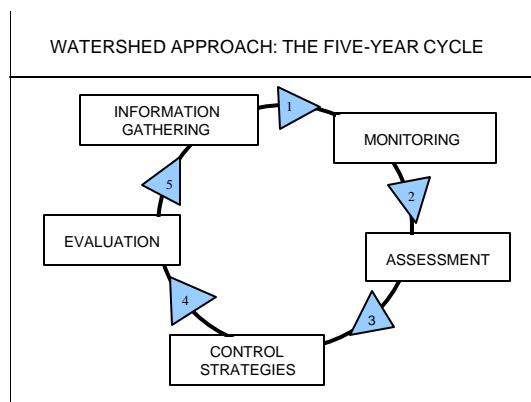 WATERSHED APPROACH: THE FIVE-YEAR CYCLE
INFORMATION
GATHERING
1
MONITORING
2
ASSESSMENT
3
CONTROL
STRATEGIES
4
EVALUATION
5